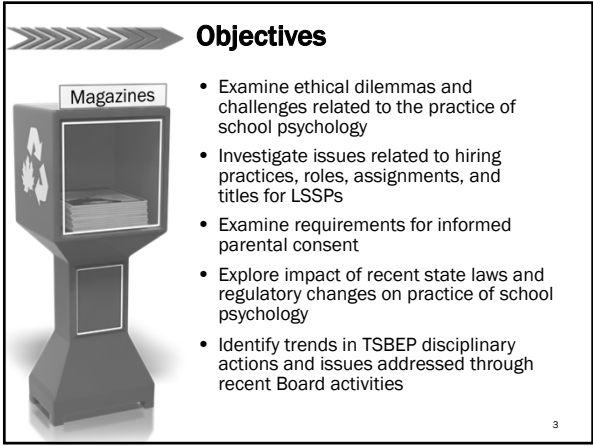 Objectives
Magazines
• Examine ethical dilemmas and
challenges related to the practice of
school psychology
• Investigate issues related to hiring
practices, roles, assignments, and
titles for LSSPs
• Examine requirements for informed
parental consent
• Explore impact of recent state laws and
regulatory changes on practice of school
psychology
• Identify trends in TSBEP disciplinary
actions and issues addressed through
recent Board activities
3